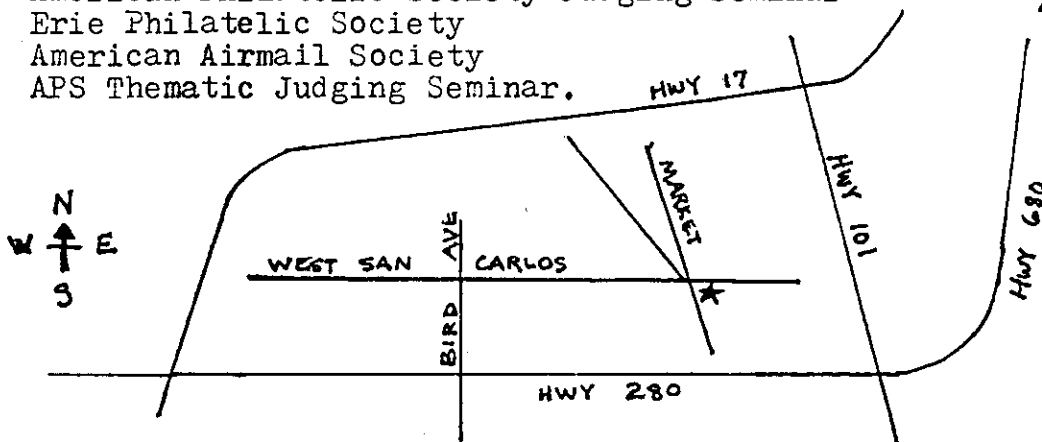 Erie Philatelic Society
American Airmail Society
APS Thematic Judging Seminar.
HWY 17
MARKET
HWY 101
HWY 680
N
W E
S
WEST SAN CARLOS
BIRD AVE
HWY 280